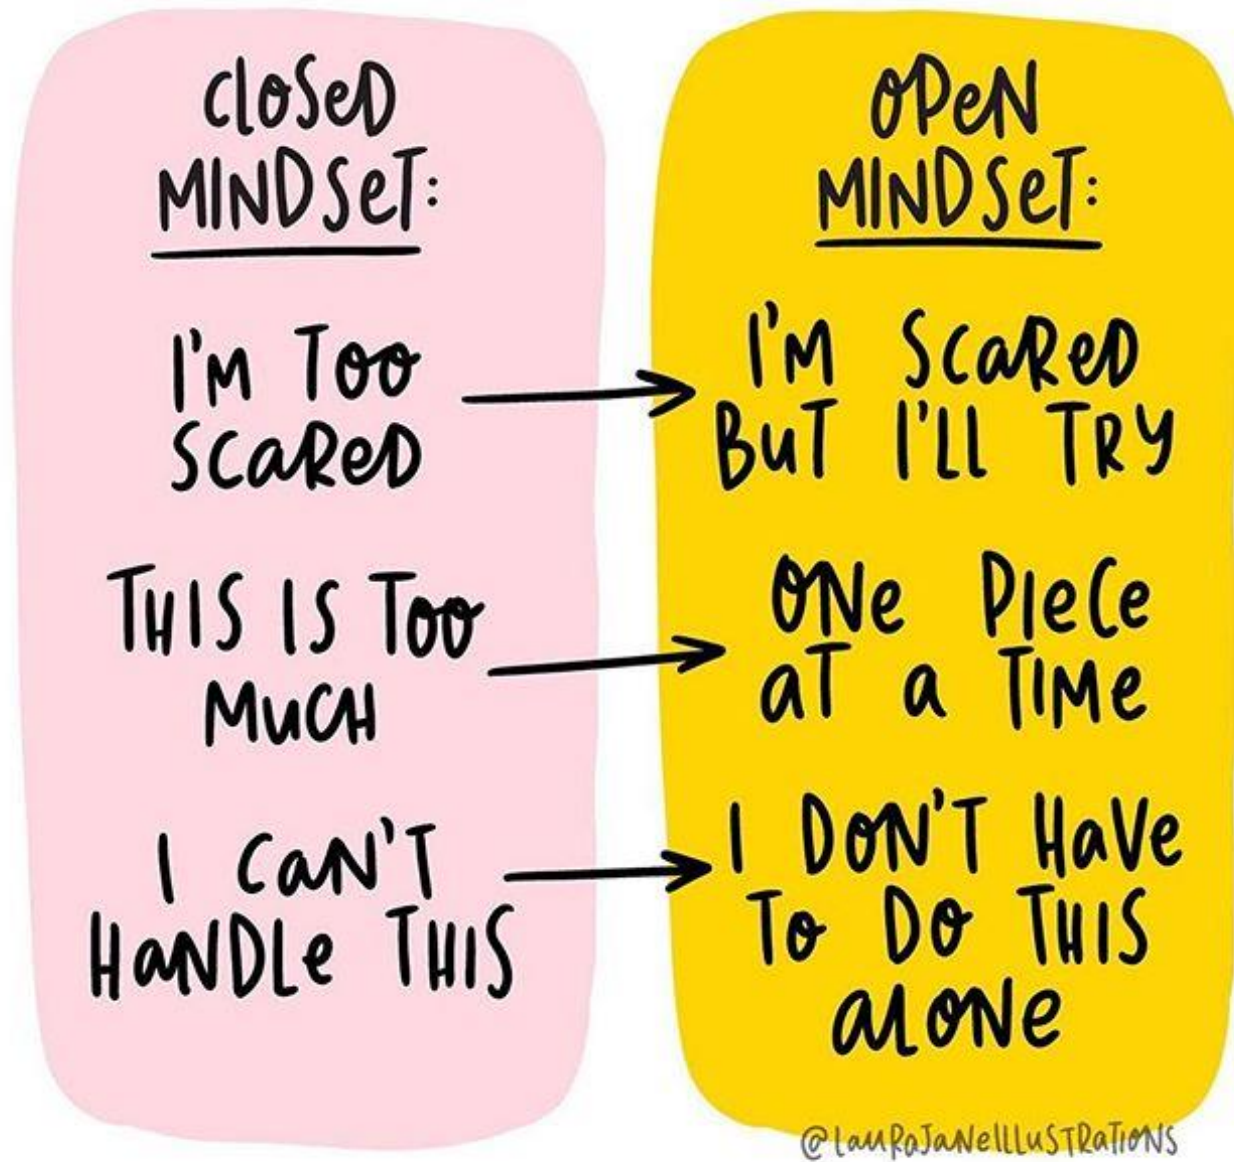 CLOSED
MINDSET:
I'M TOO
SCARED
THIS IS TOO
MUCH
I CAN'T
HANDLE THIS
OPEN
MINDSET:
I'M SCARED
BUT I'LL TRY
ONE PIECE
AT A TIME
I DON'T HAVE
TO DO THIS
ALONE
@LAURAJANEILLUSTRATIONS